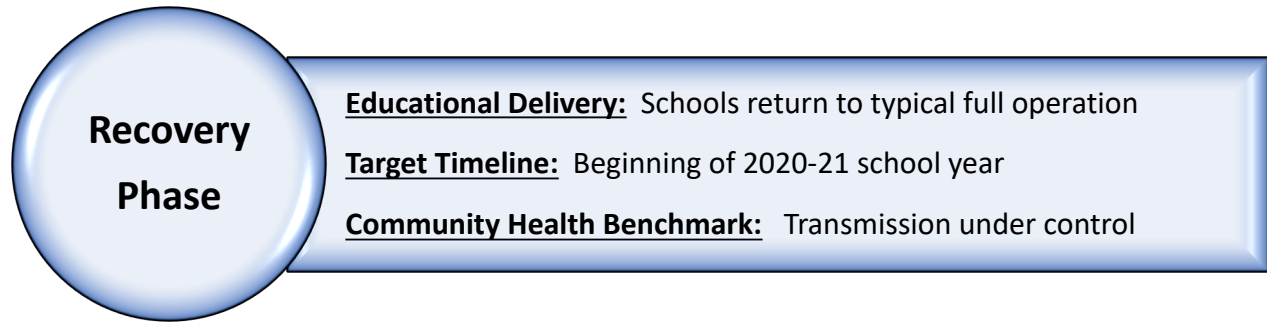 Recovery
Phase
Educational Delivery: Schools return to typical full operation
Target Timeline: Beginning of 2020-21 school year
Community Health Benchmark: Transmission under control